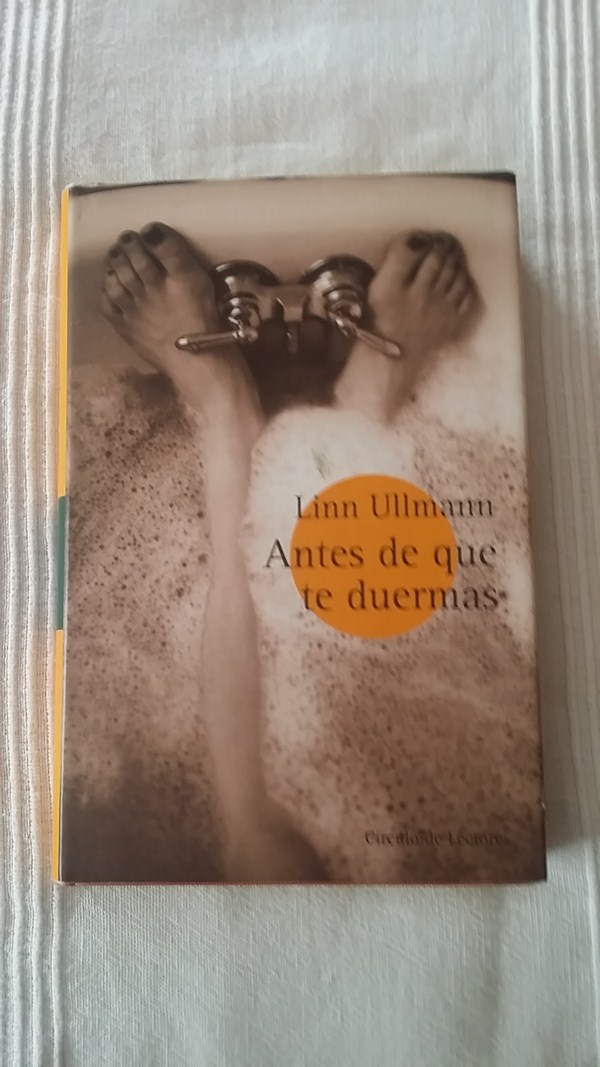 Linn Ullmann
Antes de que
te duermas
Círculo de Lectores